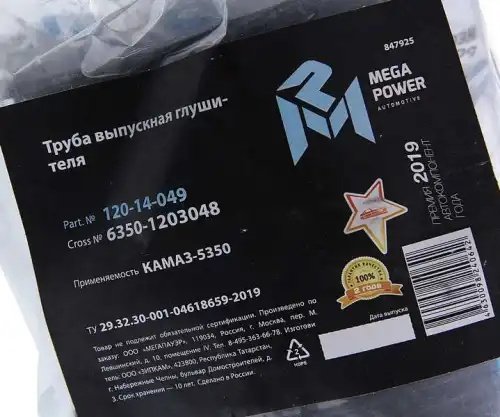 847925
MEGA
POWER
AUTOMOTIVE
Труба выпускная глуши-
теля
Part. № 120-14-049
Cross № 6350-1203048
Применяемость КАМАЗ-5350
ПРЕМИЯ 2019
АВТОКОМПОНЕНТ
ГОДА
100%
2 года
ТУ 29.32.30-001-04618659-2019
Товар не подлежит обязательной сертификации. Произведено по
заказу: ООО «МЕГАПАУЭР», 119034, Россия, г. Москва, пер. М.
Левшинский, д. 10, помещение IV. Тел. 8-495-363-66-78. Изготови
тель: ООО «ЗИПКАМ», 423800, Республика Татарстан,
г. Набережные Челны, бульвар Домостроителей, д.
3. Срок хранения — 10 лет. Сделано в России.
HDPE
Дата выпуска